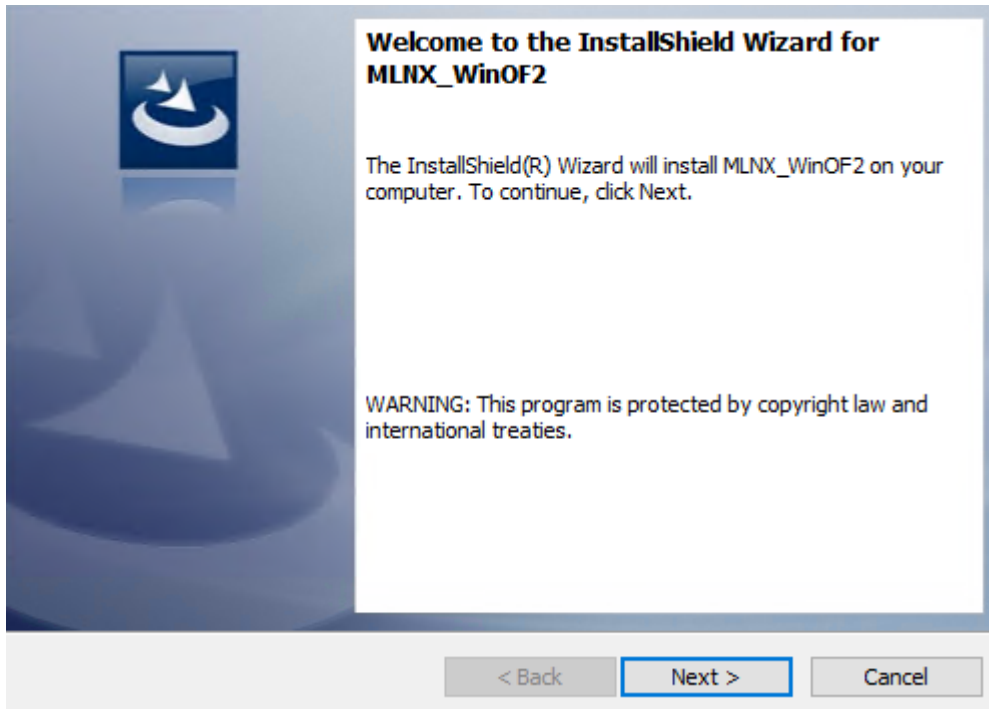 Welcome to the InstallShield Wizard for
MLNX_WinOF2
The InstallShield(R) Wizard will install MLNX_WinOF2 on your
computer. To continue, click Next.
WARNING: This program is protected by copyright law and
international treaties.
< Back
Next >
Cancel